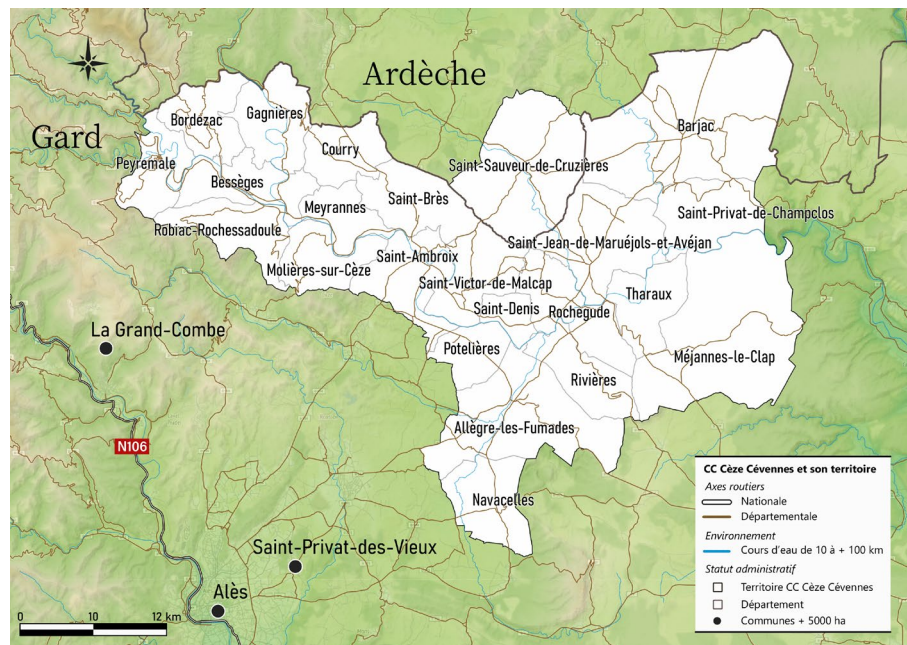 Ardèche
Gard
Bordézac
Gagnières
Courry
Barjac
Peyremale
Saint-Sauveur-de-Cruzières
Bessèges
Meyrannes
Saint-Brès
Saint-Privat-de-Champclos
Robiac-Rochessadoule
Saint-Jean-de-Maruéjols-et-Avéjan
Molières-sur-Cèze
Saint-Ambroix
Saint-Victor-de-Malcap
Tharaux
Saint-Denis
Rochegude
La Grand-Combe
Potelières
Méjannes-le-Clap
Rivières
Allègre-les-Fumades
N106
Navacelles
Saint-Privat-des-Vieux
Alès
0 10 12 km
CC Cèze Cévennes et son territoire
Axes routiers
Nationale
Départementale
Environnement
Cours d'eau de 10 à + 100 km
Statut administratif
Territoire CC Cèze Cévennes
Département
Communes + 5000 ha